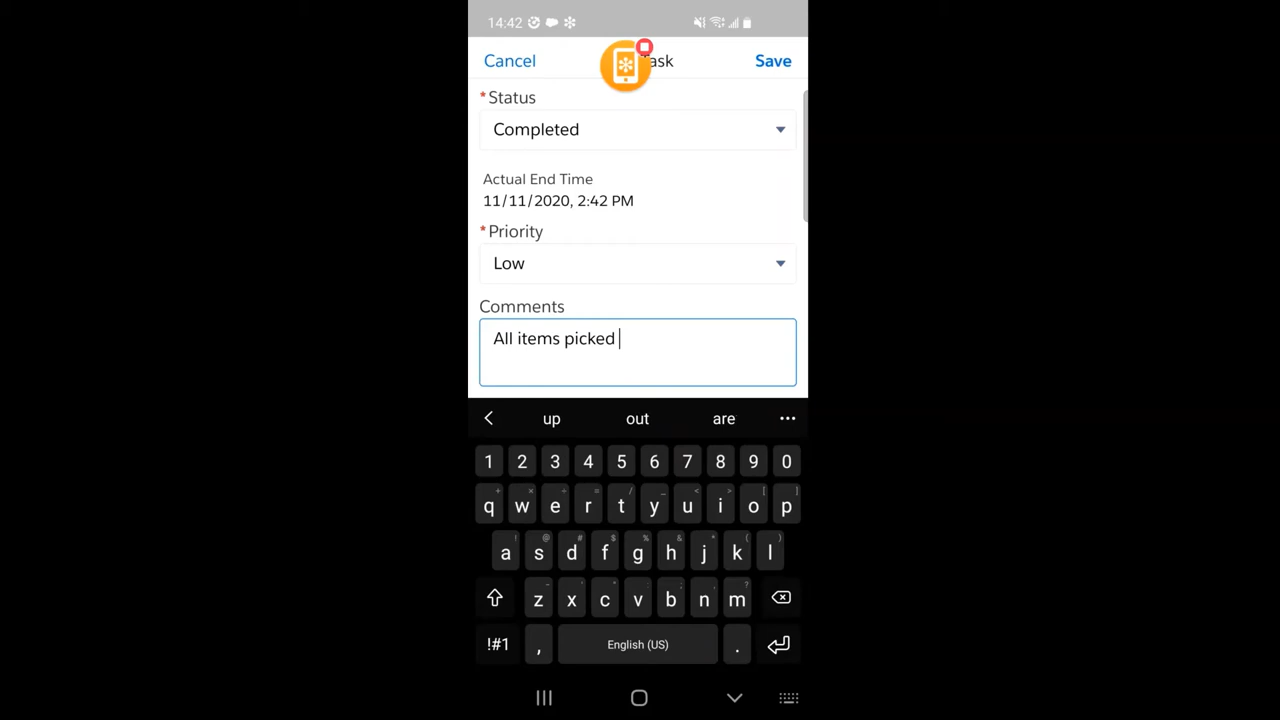 14:42
Cancel
ask
Save
*Status
Completed
Actual End Time
11/11/2020, 2:42 PM
*Priority
Low
Comments
All items picked
up out are
1 2 3 4 5 6 7 8 9 0
q w e r t y u i o p
a s d f g h j k l
z x c v b n m
!#1 , English (US) .